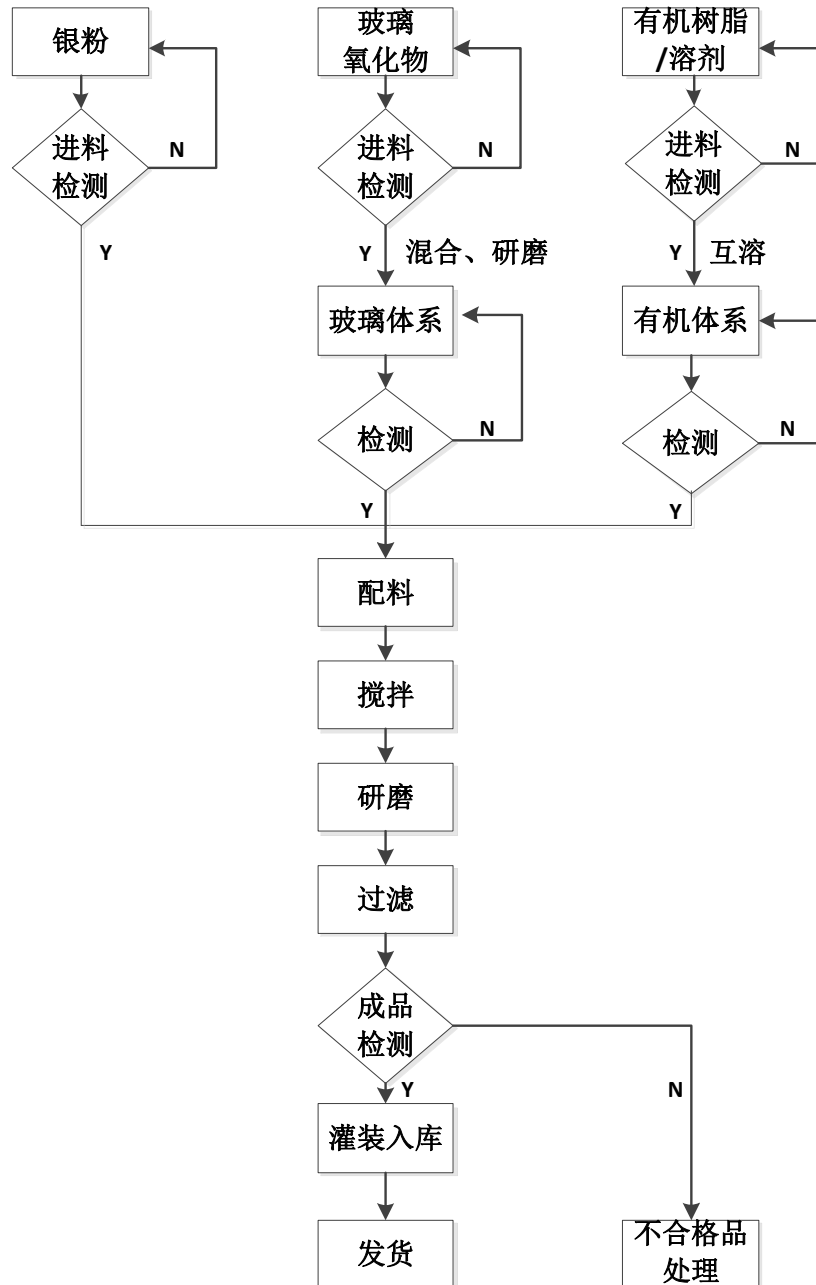 银粉
玻璃
氧化物
有机树脂
/溶剂
进料
检测
N
进料
检测
N
进料
检测
N
Y
Y
混合、研磨
Y
互溶
玻璃体系
有机体系
检测
N
检测
N
Y
Y
配料
搅拌
研磨
过滤
成品
检测
Y
N
灌装入库
发货
不合格品
处理